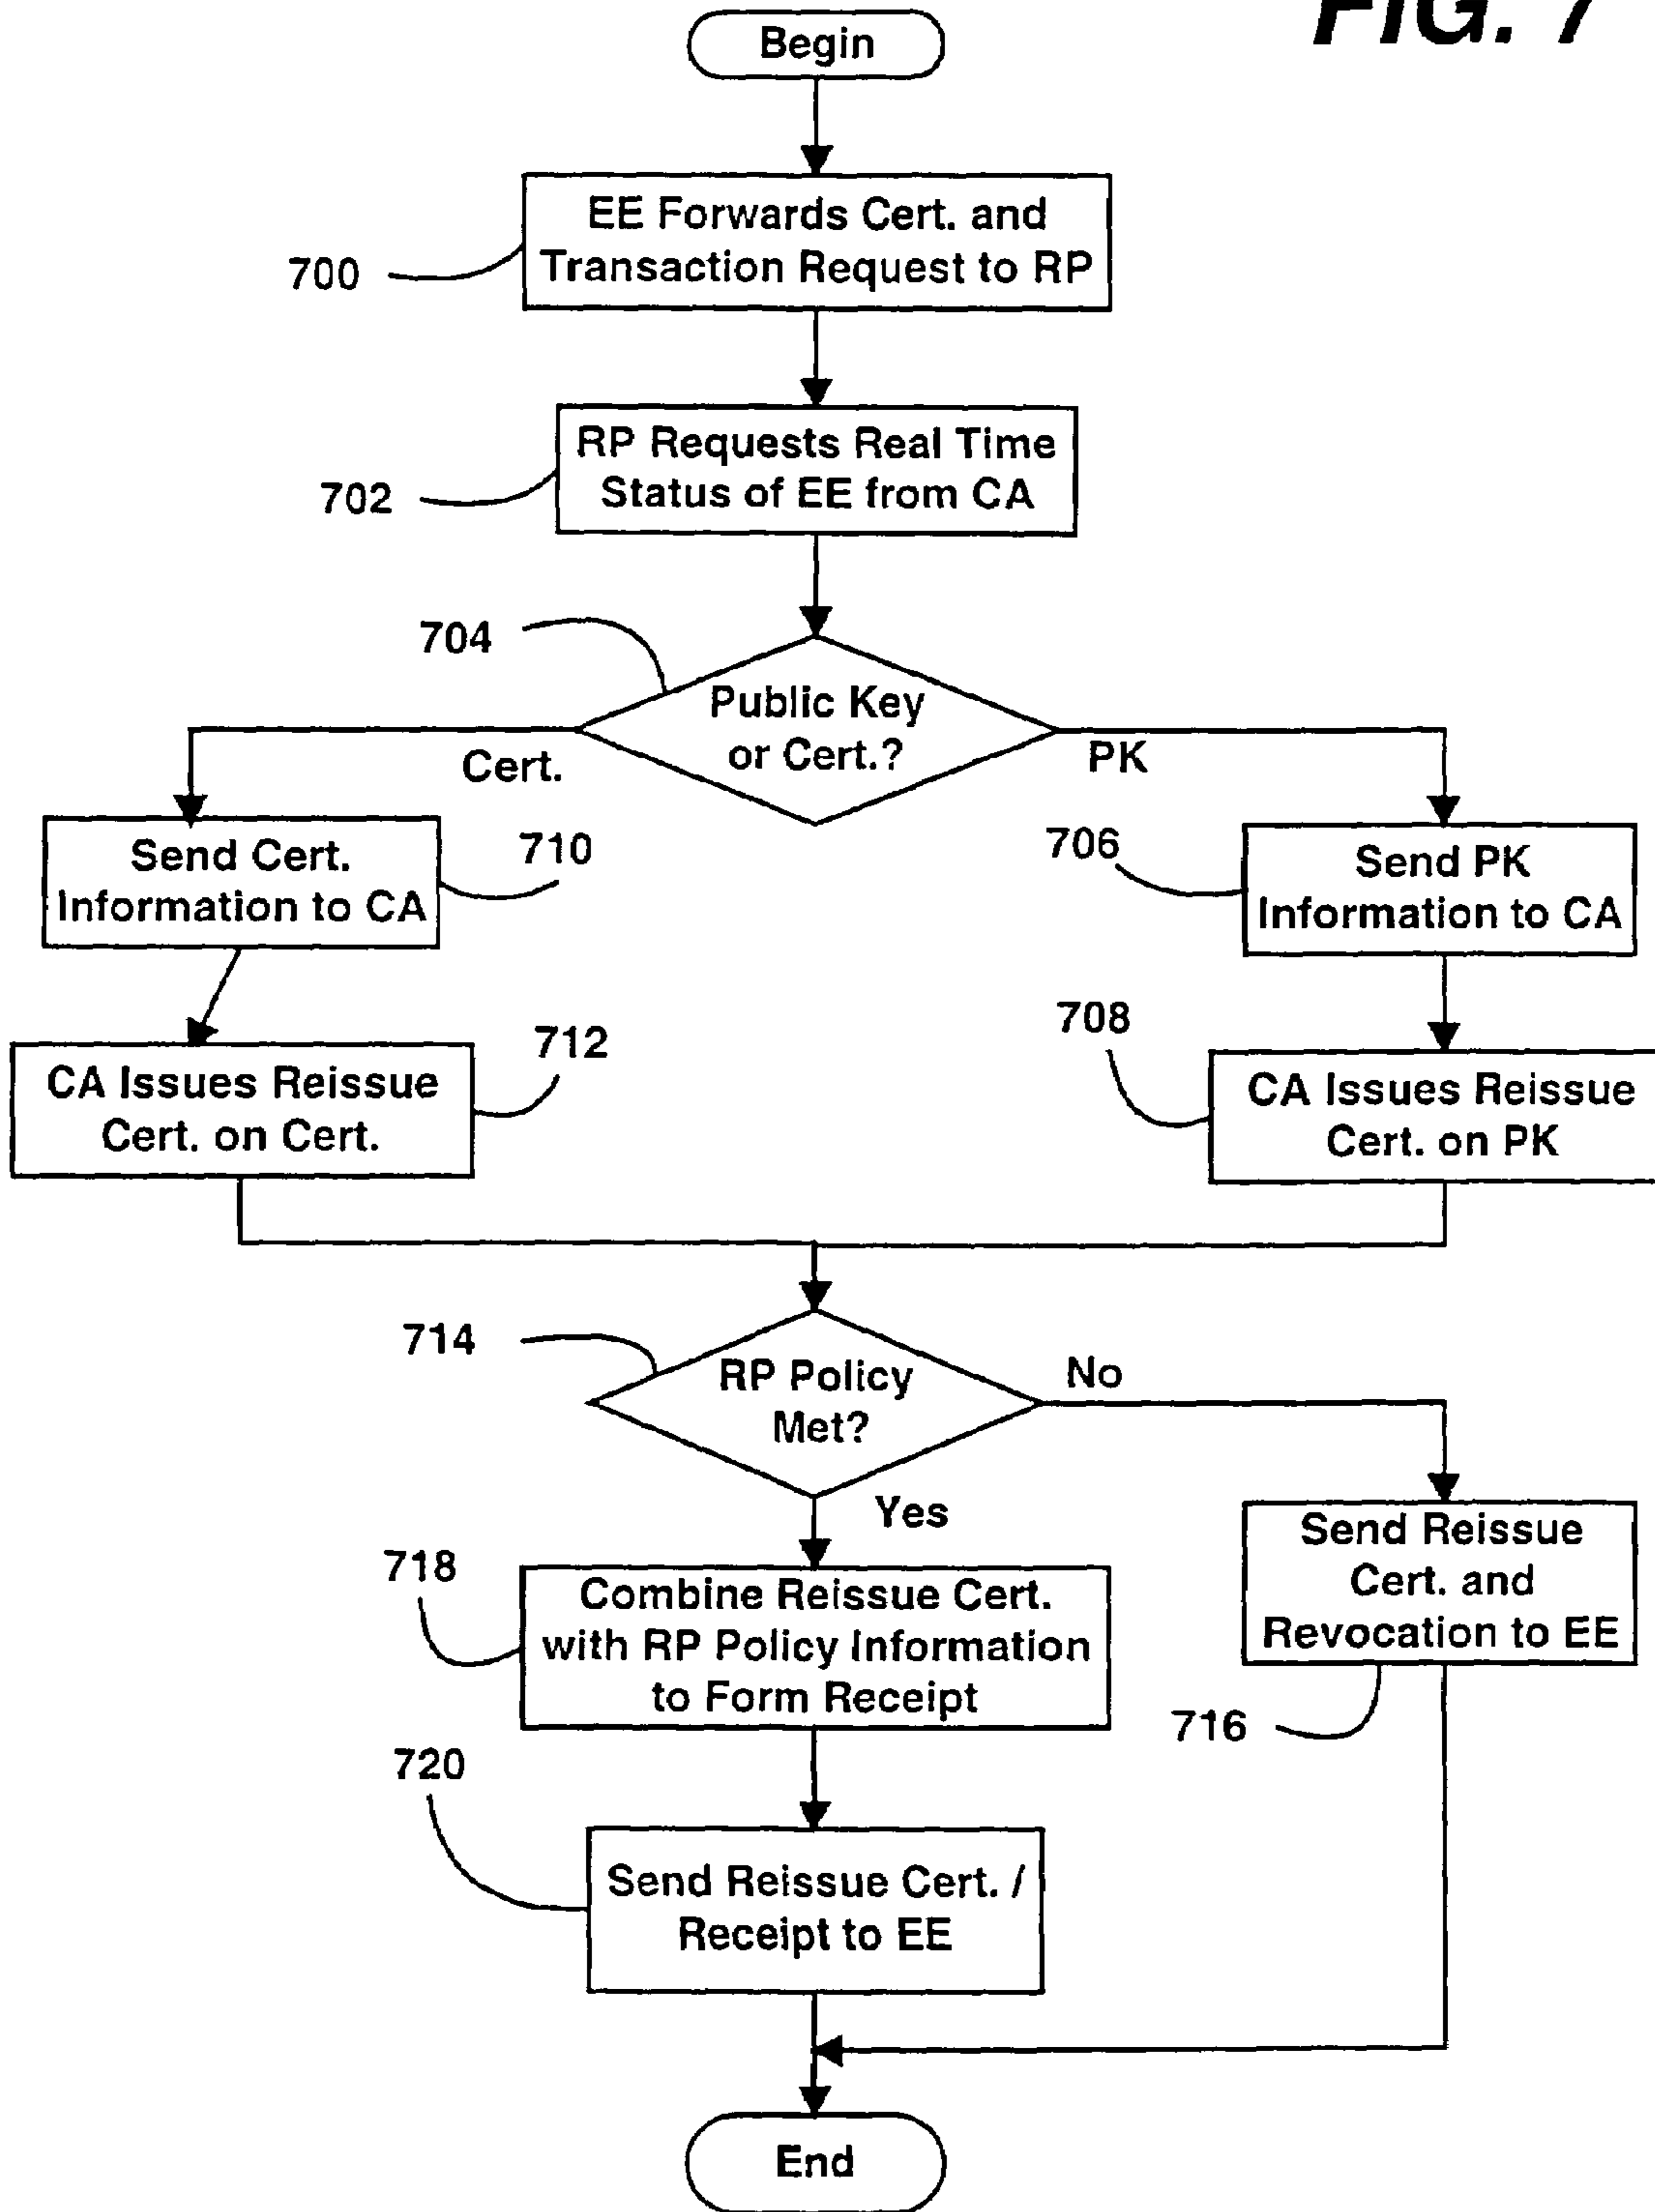 FIG. 7
Begin
EE Forwards Cert. and
Transaction Request to RP
700
RP Requests Real Time
Status of EE from CA
702
704
Public Key
or Cert.?
Cert.
PK
Send Cert.
Information to CA
710
706
Send PK
Information to CA
CA Issues Reissue
Cert. on Cert.
712
708
CA Issues Reissue
Cert. on PK
714
RP Policy
Met?
No
Yes
718
Combine Reissue Cert.
with RP Policy Information
to Form Receipt
Send Reissue
Cert. and
Revocation to EE
716
720
Send Reissue Cert. /
Receipt to EE
End